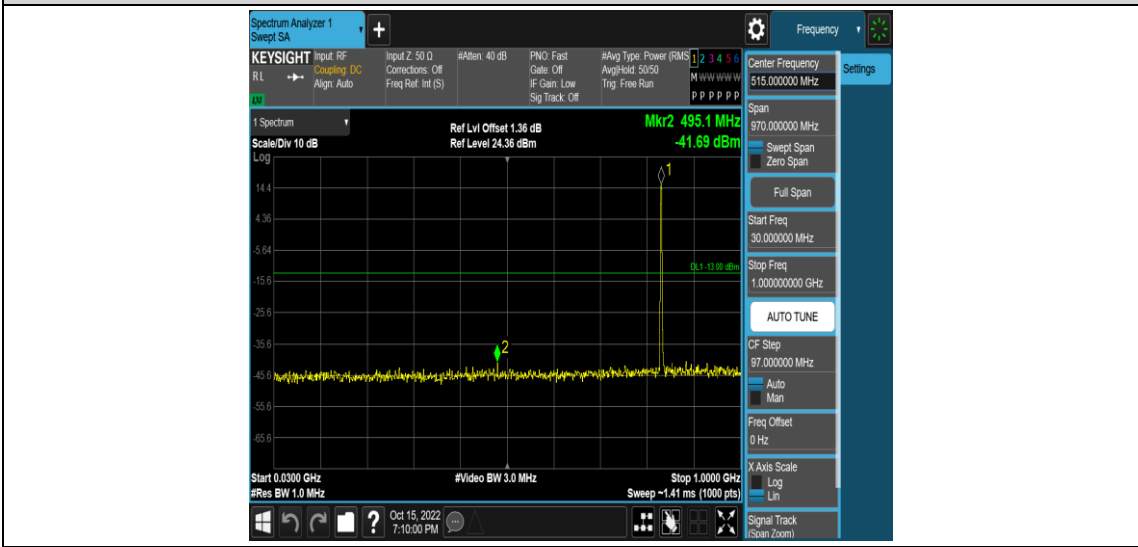 Spectrum Analyzer 1
Swept SA
+
Frequency
KEYSIGHT
R L
Input: RF
Coupling: DC
Align: Auto
Input Z: 50 Ω
Corrections: Off
Freq Ref: Int (S)
#Atten: 40 dB
PNO: Fast
Gate: Off
IF Gain: Low
Sig Track: Off
#Avg Type: Power (RMS
Avg|Hold: 50/50
Trig: Free Run
1 2 3 4 5 6
M W W W W W
P P P P P P
1 Spectrum
Scale/Div 10 dB
Log
Ref Lvl Offset 1.36 dB
Ref Level 24.36 dBm
Mkr2 495.1 MHz
-41.69 dBm
1
14.4
4.36
-5.64
DL1 -13.00 dBm
-15.6
-25.6
-35.6
2
-45.6
-55.6
-65.6
Start 0.0300 GHz
#Res BW 1.0 MHz
#Video BW 3.0 MHz
Stop 1.0000 GHz
Sweep ~1.41 ms (1000 pts)
?
Oct 15, 2022
7:10:00 PM
Center Frequency
515.000000 MHz
Settings
Span
970.000000 MHz
Swept Span
Zero Span
Full Span
Start Freq
30.000000 MHz
Stop Freq
1.000000000 GHz
AUTO TUNE
CF Step
97.000000 MHz
Auto
Man
Freq Offset
0 Hz
X Axis Scale
Log
Lin
Signal Track
(Span Zoom)